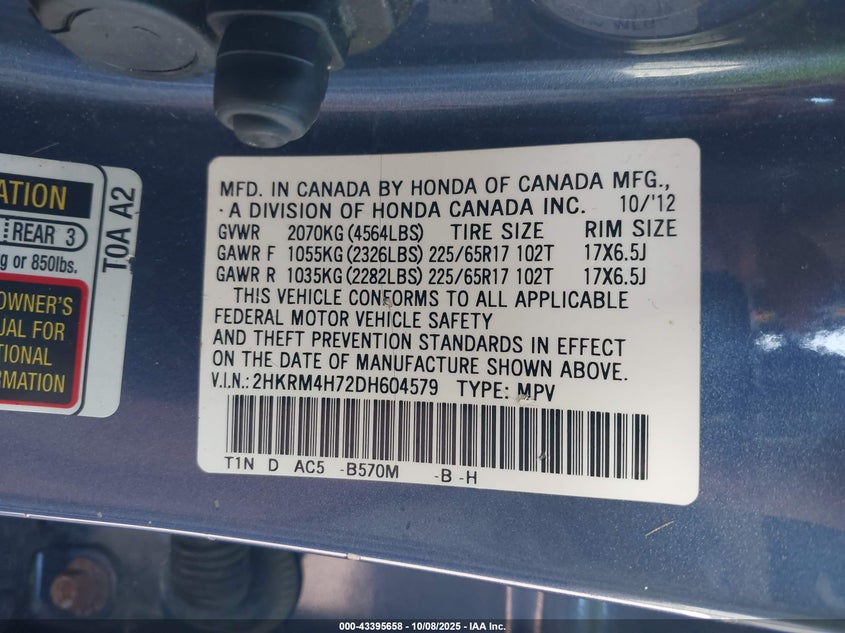 MFD. IN CANADA BY HONDA OF CANADA MFG.,
A DIVISION OF HONDA CANADA INC. 10/'12
GVWR 2070KG (4564LBS) TIRE SIZE RIM SIZE
GAWR F 1055KG (2326LBS) 225/65R17 102T 17X6.5J
GAWR R 1035KG (2282LBS) 225/65R17 102T 17X6.5J
THIS VEHICLE CONFORMS TO ALL APPLICABLE
FEDERAL MOTOR VEHICLE SAFETY
AND THEFT PREVENTION STANDARDS IN EFFECT
ON THE DATE OF MANUFACTURE SHOWN ABOVE.
V.I.N.: 2HKRM4H72DH604579 TYPE: MPV
T1N D AC5 -B570M -B -H
ATION
REAR 3
g or 850lbs.
OWNER'S
UAL FOR
TIONAL
RMATION
T0A A2
000-43395658 - 10/08/2025 - IAA Inc.